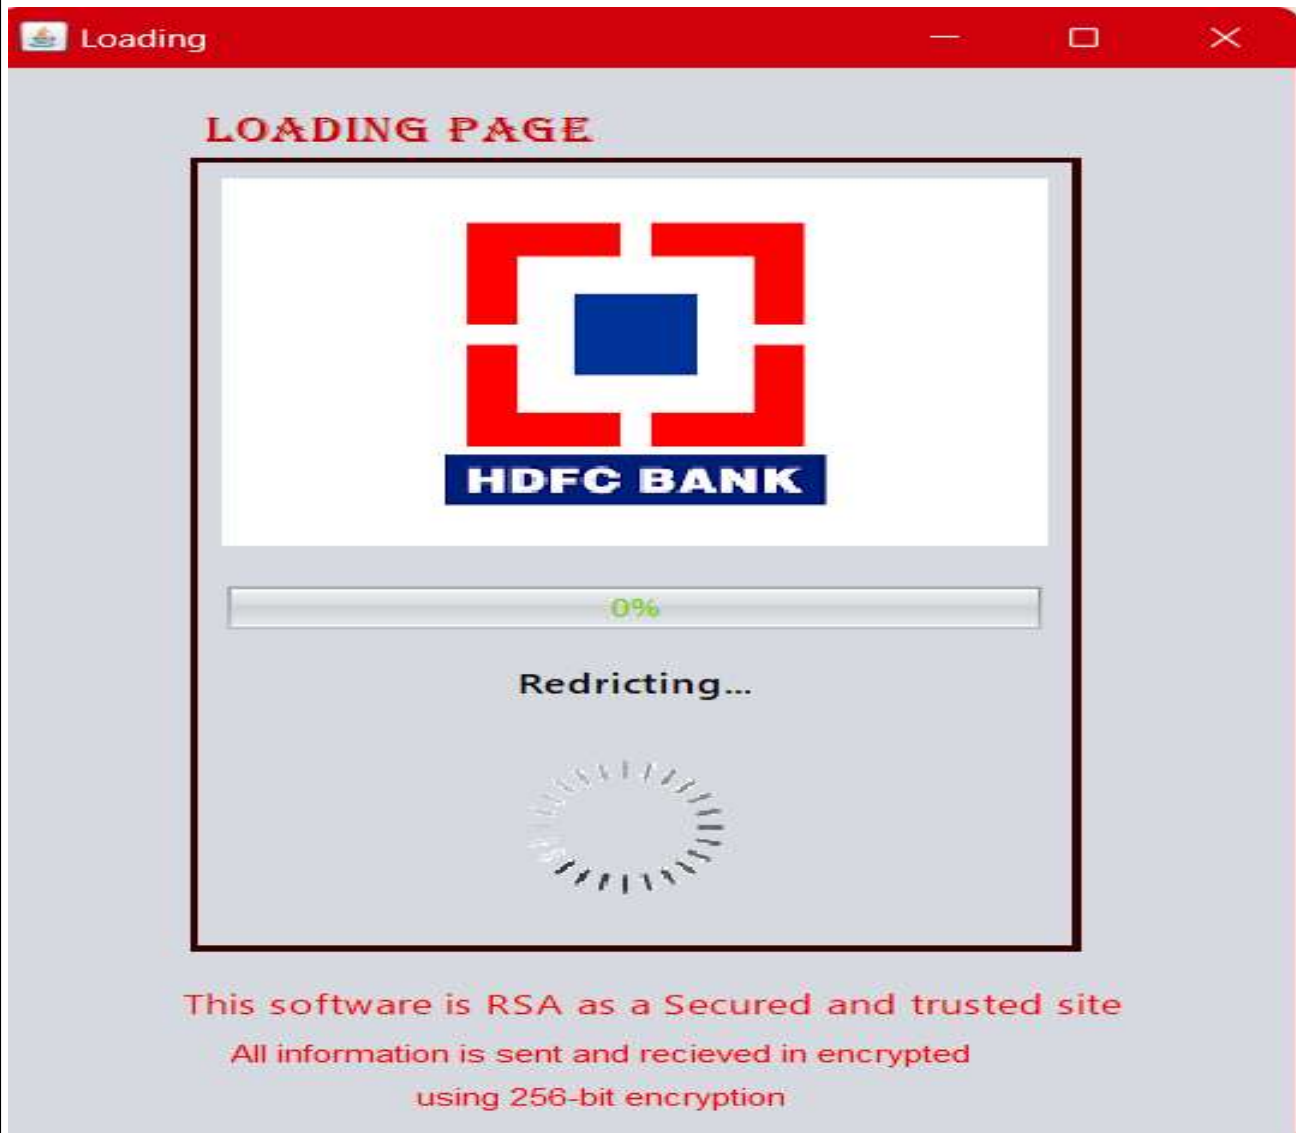 Loading
LOADING PAGE
HDFC BANK
0%
Redricting...
This software is RSA as a Secured and trusted site
All information is sent and recieved in encrypted
using 256-bit encryption